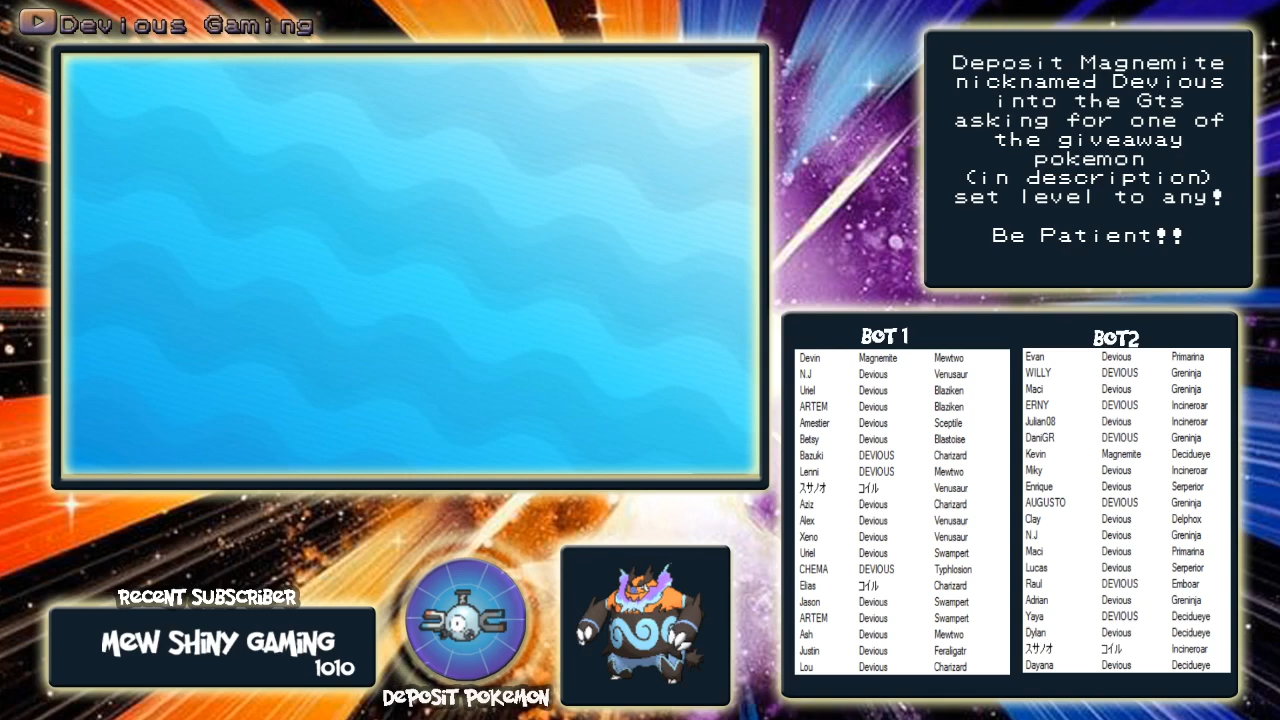 Devious Gaming
Deposit Magnemite
nicknamed Devious
into the Gts
asking for one of
the giveaway
pokemon
(in description)
set level to any!
Be Patient!!
BOT 1
Devin Magnemite Mewtwo
N.J Devious Venusaur
Uriel Devious Blaziken
ARTEM Devious Blaziken
Amestier Devious Sceptile
Betsy Devious Blastoise
Bazuki DEVIOUS Charizard
Lenni DEVIOUS Mewtwo
スサノオ コイル Venusaur
Aziz Devious Charizard
Alex Devious Venusaur
Xeno Devious Venusaur
Uriel Devious Swampert
CHEMA DEVIOUS Typhlosion
Elias コイル Charizard
Jason Devious Swampert
ARTEM Devious Swampert
Ash Devious Mewtwo
Justin Devious Feraligatr
Lou Devious Charizard
BOT2
Evan Devious Primarina
WILLY DEVIOUS Greninja
Maci Devious Greninja
ERNY DEVIOUS Incineroar
Julian08 Devious Incineroar
DaniGR DEVIOUS Greninja
Kevin Magnemite Decidueye
Miky Devious Incineroar
Enrique Devious Serperior
AUGUSTO DEVIOUS Greninja
Clay Devious Delphox
N.J Devious Greninja
Maci Devious Primarina
Lucas Devious Serperior
Raul DEVIOUS Emboar
Adrian Devious Greninja
Yaya DEVIOUS Decidueye
Dylan Devious Decidueye
スサノオ コイル Incineroar
Dayana Devious Decidueye
Recent Subscriber
Mew Shiny Gaming
1010
Deposit Pokemon